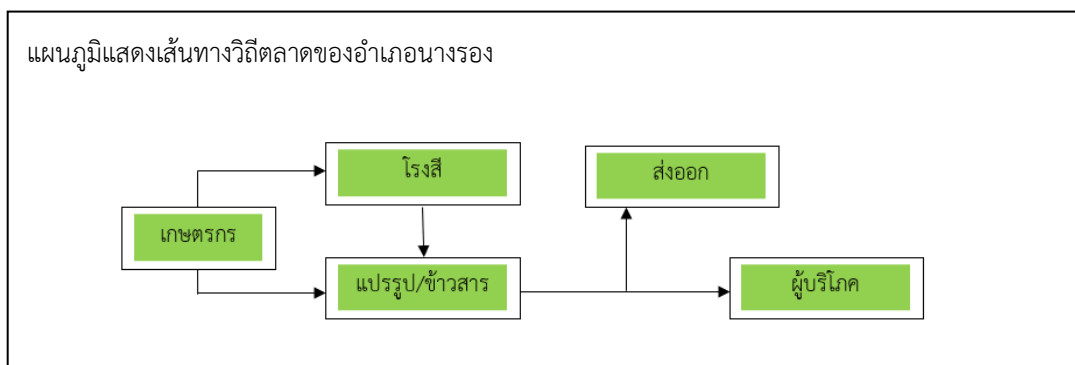 แผนภูมิแสดงเส้นทางวิถีตลาดของอำเภอนางรอง
โรงสี
ส่งออก
เกษตรกร
แปรรูป/ข้าวสาร
ผู้บริโภค